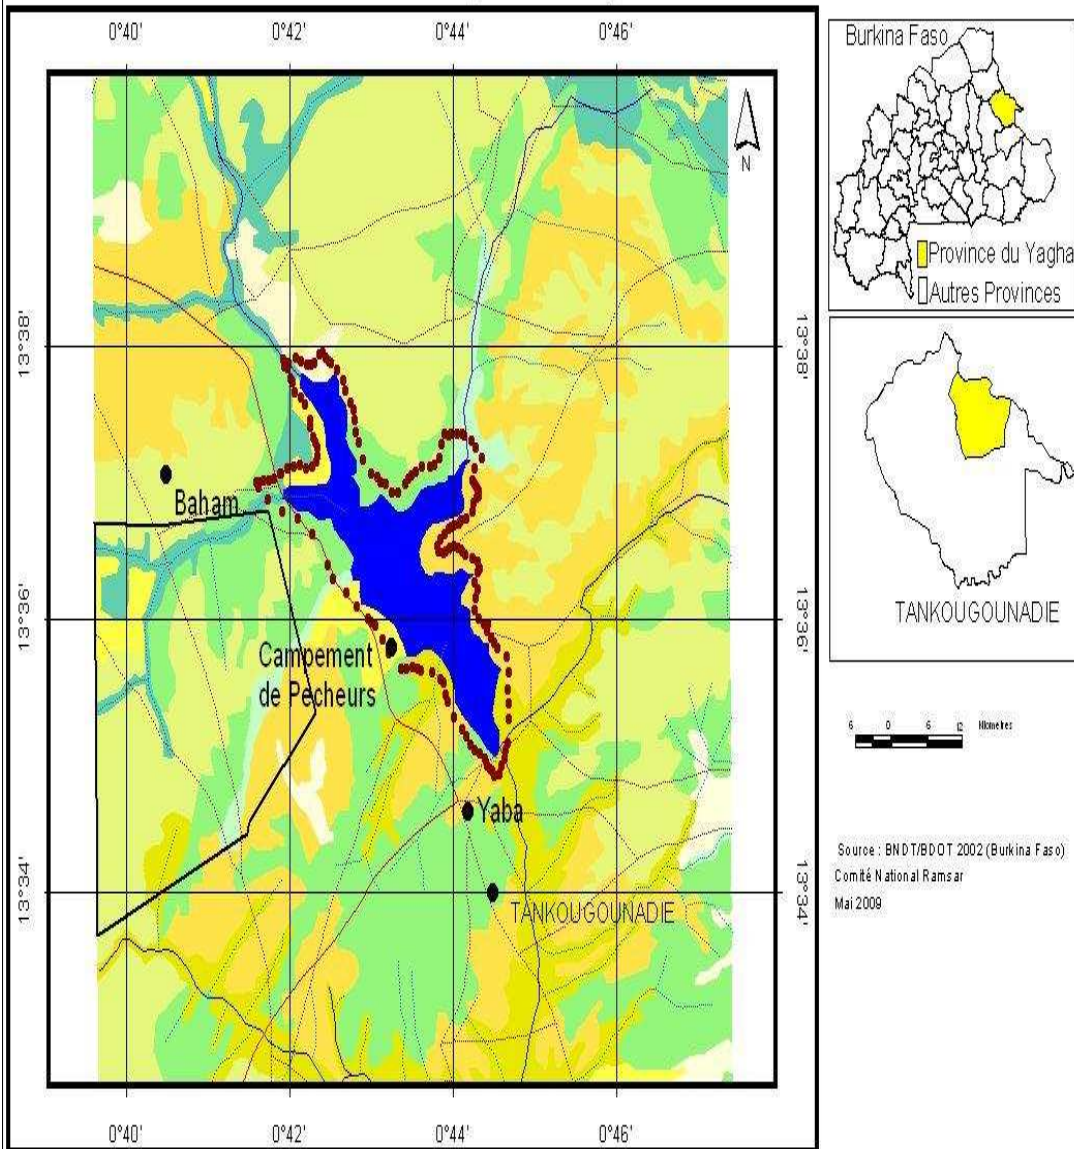 0°40'
0°42'
0°44'
0°46'
N
13°38'
13°38'
Baham
13°36'
13°36'
Campement
de Pêcheurs
Yaba
13°34'
13°34'
TANKOUGOUNADIE
0°40'
0°42'
0°44'
0°46'
Burkina Faso
Province du Yagha
Autres Provinces
TANKOUGOUNADIE
6 0 6 12 Kilometres
Source : BNDT/BDOT 2002 (Burkina Faso)
Comité National Ramsar
Mai 2009